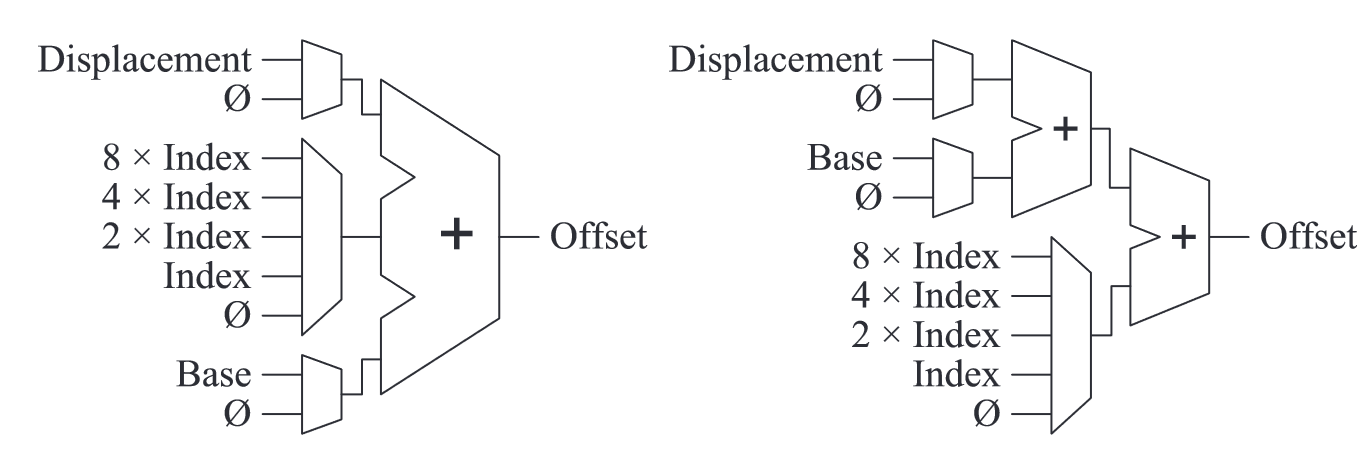 Displacement
Ø
8 × Index
4 × Index
2 × Index
Index
Ø
Base
Ø
+
Offset
Displacement
Ø
Base
Ø
+
8 × Index
4 × Index
2 × Index
Index
Ø
+
Offset